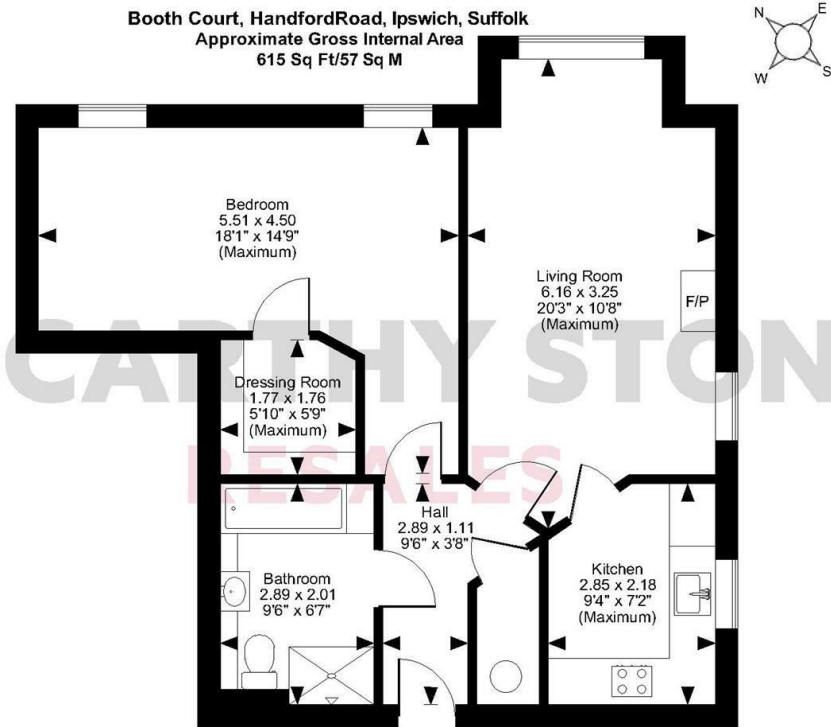 Booth Court, HandfordRoad, Ipswich, Suffolk
Approximate Gross Internal Area
615 Sq Ft/57 Sq M
N
E
W
S
Bedroom
5.51 x 4.50
18'1" x 14'9"
(Maximum)
Living Room
6.16 x 3.25
20'3" x 10'8"
(Maximum)
F/P
CARTHY STON
RESALES
Dressing Room
1.77 x 1.76
5'10" x 5'9"
(Maximum)
Hall
2.89 x 1.11
9'6" x 3'8"
Bathroom
2.89 x 2.01
9'6" x 6'7"
Kitchen
2.85 x 2.18
9'4" x 7'2"
(Maximum)